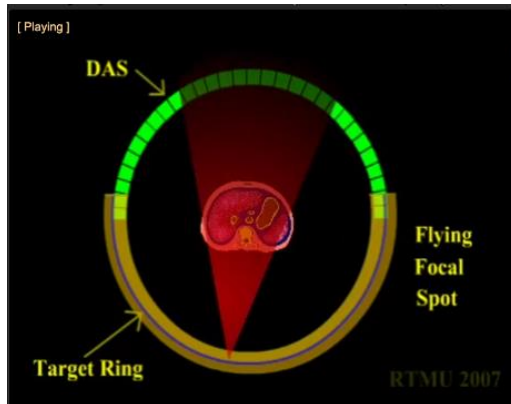 [ Playing ]
DAS
Flying
Focal
Spot
Target Ring
RTMU 2007